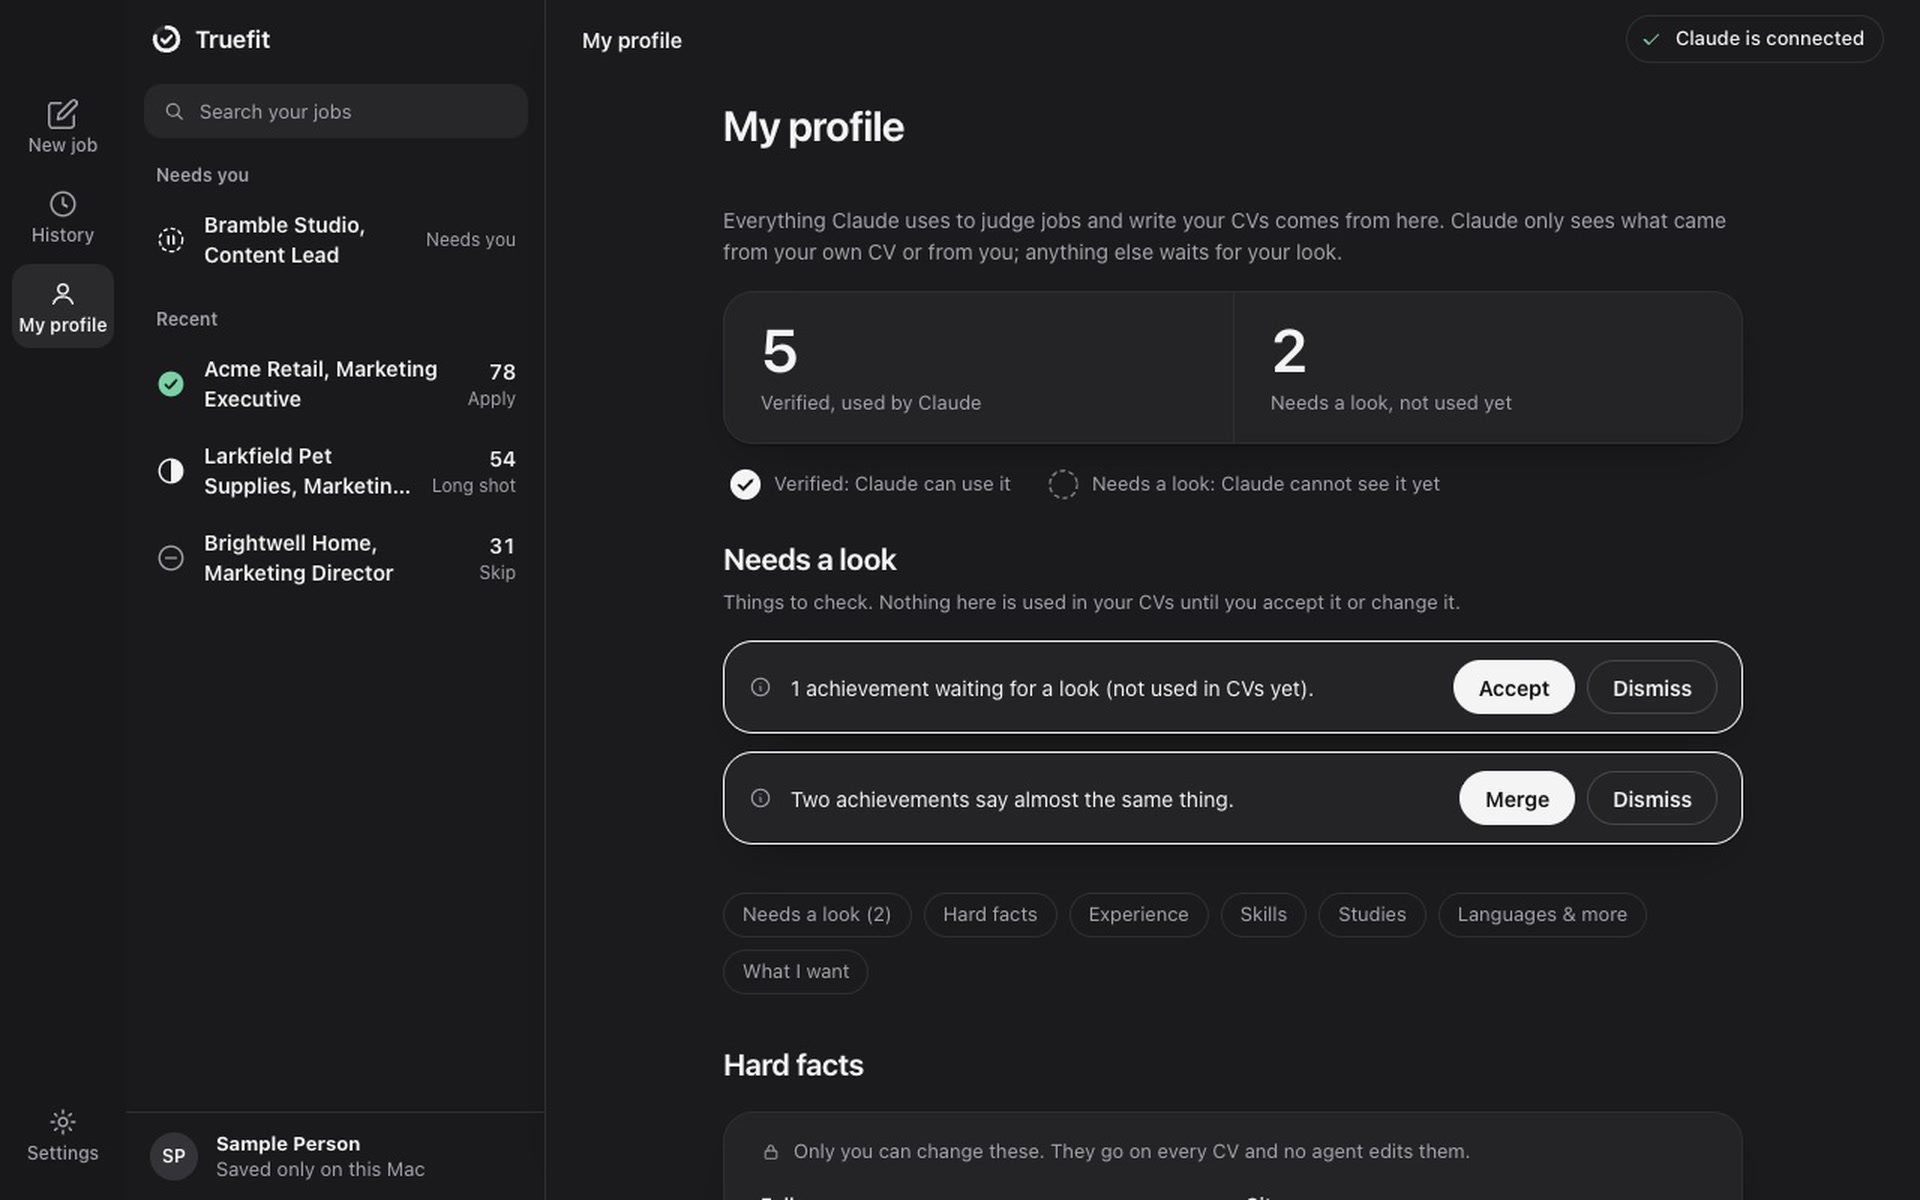 Truefit
Search your jobs
New job
History
My profile
Settings
Needs you
Bramble Studio,
Content Lead
Needs you
Recent
Acme Retail, Marketing
Executive
78
Apply
Larkfield Pet
Supplies, Marketin...
54
Long shot
Brightwell Home,
Marketing Director
31
Skip
SP
Sample Person
Saved only on this Mac
My profile
Claude is connected
My profile
Everything Claude uses to judge jobs and write your CVs comes from here. Claude only sees what came
from your own CV or from you; anything else waits for your look.
5
Verified, used by Claude
2
Needs a look, not used yet
Verified: Claude can use it
Needs a look: Claude cannot see it yet
Needs a look
Things to check. Nothing here is used in your CVs until you accept it or change it.
1 achievement waiting for a look (not used in CVs yet).
Accept
Dismiss
Two achievements say almost the same thing.
Merge
Dismiss
Needs a look (2)
Hard facts
Experience
Skills
Studies
Languages & more
What I want
Hard facts
Only you can change these. They go on every CV and no agent edits them.